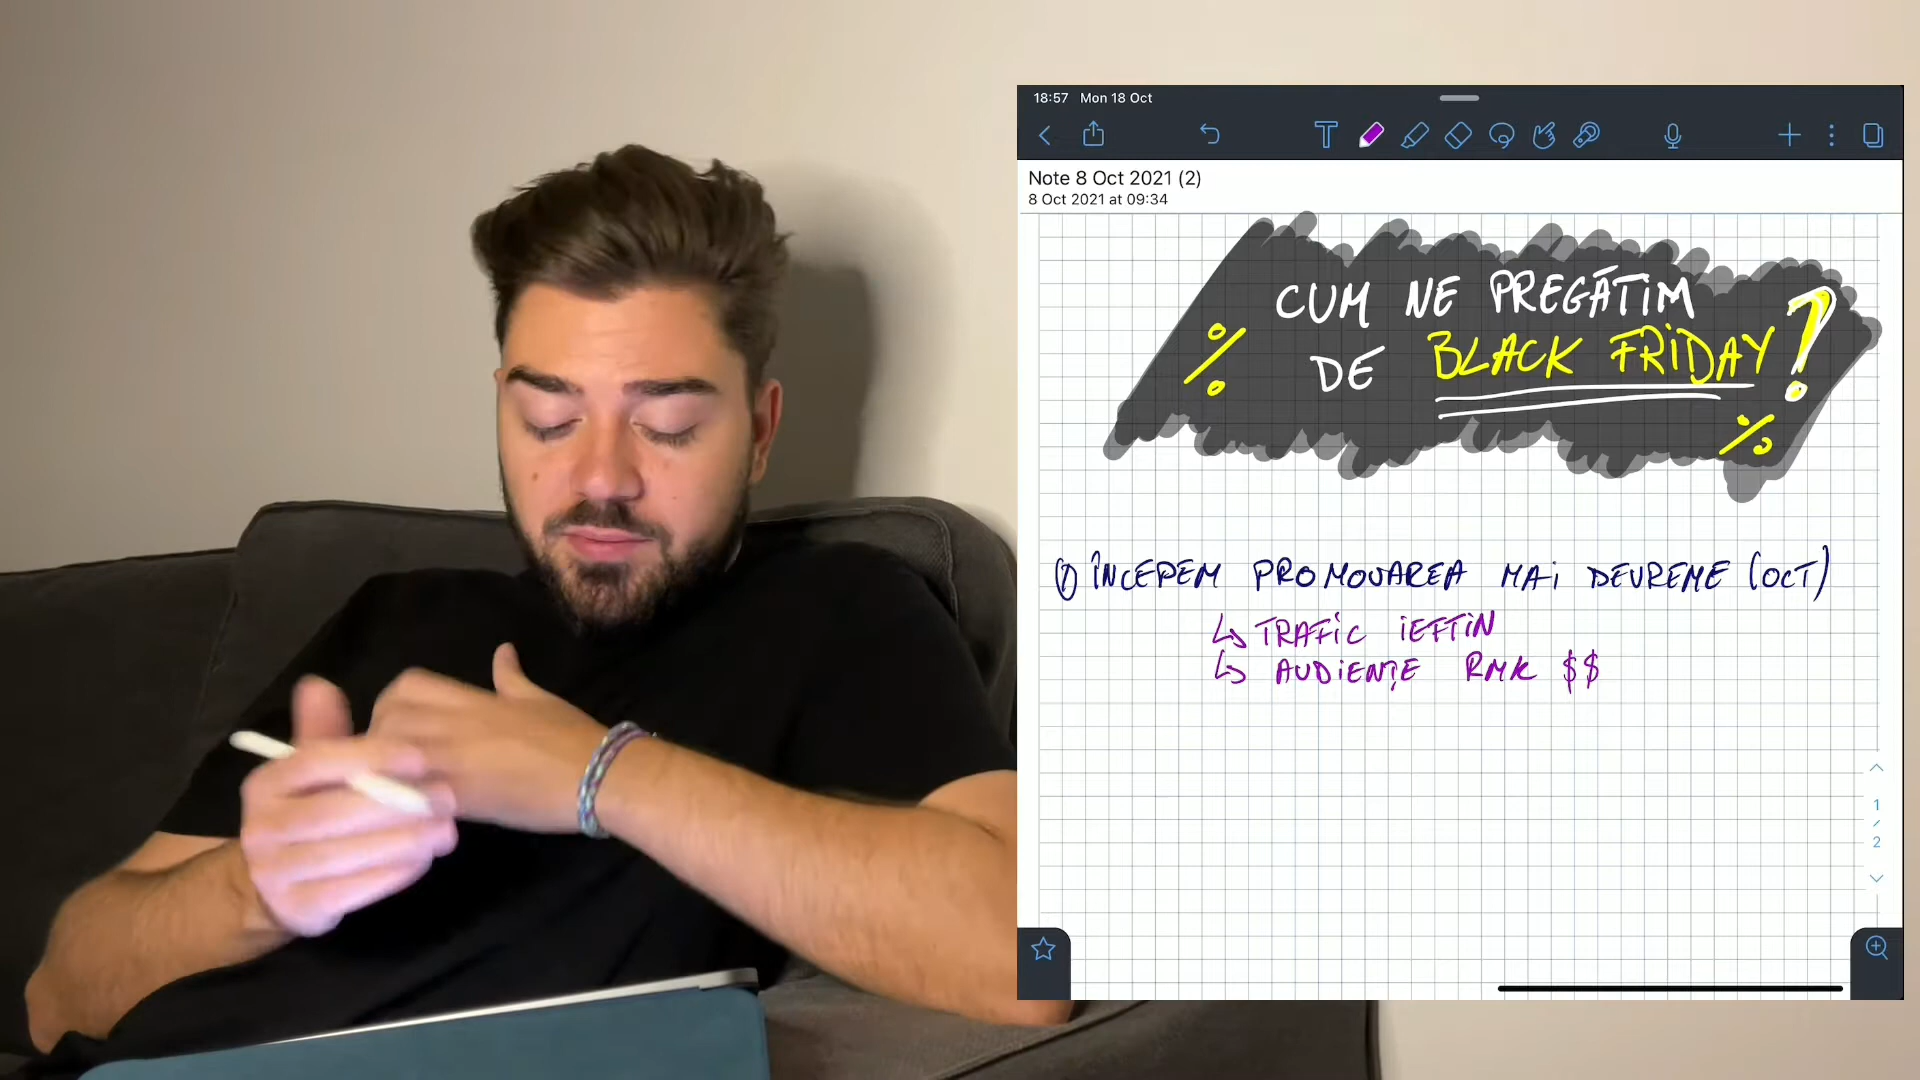 18:57 Mon 18 Oct
Note 8 Oct 2021 (2)
8 Oct 2021 at 09:34
CUM NE PREGĂTIM
% DE BLACK FRIDAY ?
%
① ÎNCEPEM PROMOVAREA MAI DEVREME (OCT)
↳ TRAFIC IEFTIN
↳ AUDIENȚE RMK $$
1
/
2